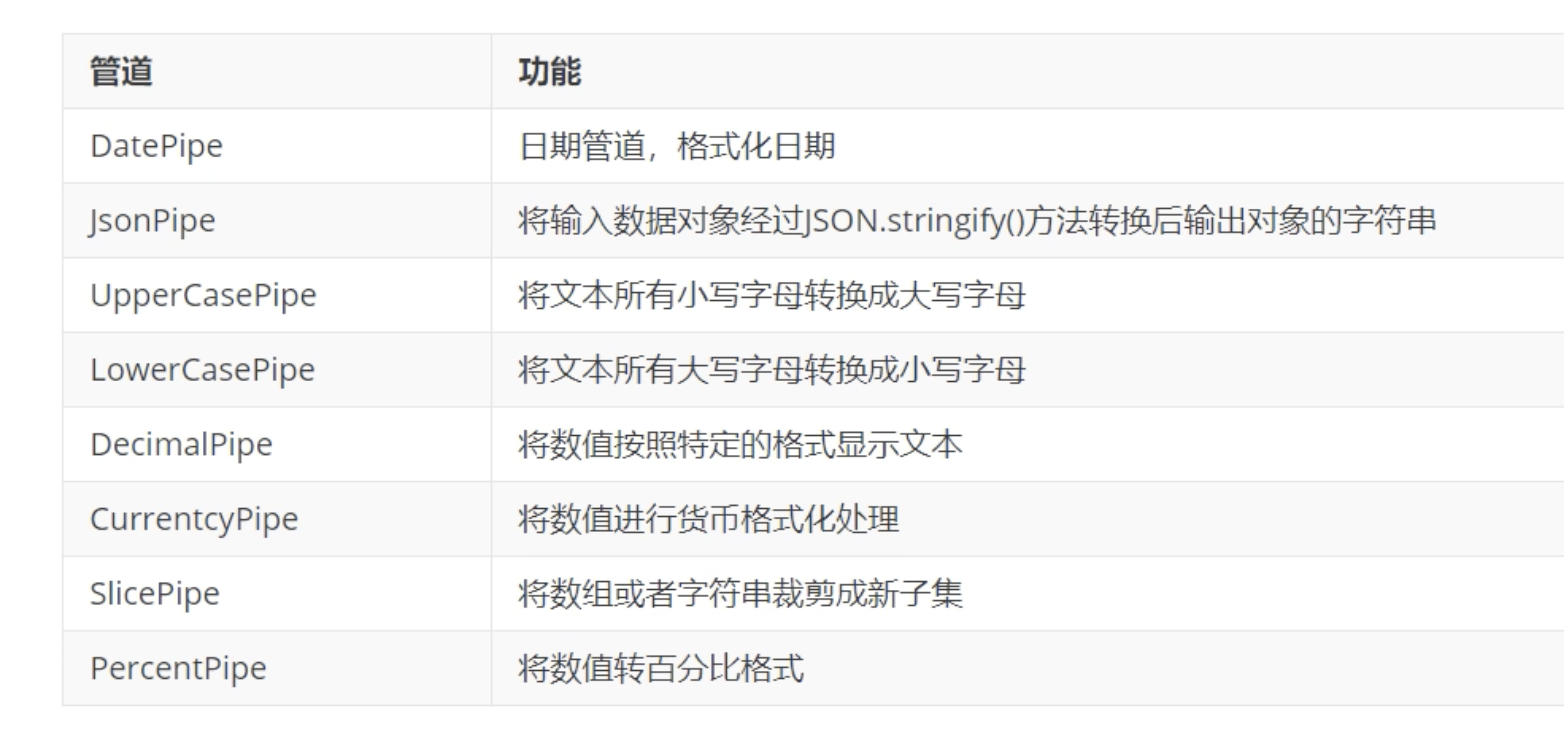 管道 功能
DatePipe 日期管道，格式化日期
JsonPipe 将输入数据对象经过JSON.stringify()方法转换后输出对象的字符串
UpperCasePipe 将文本所有小写字母转换成大写字母
LowerCasePipe 将文本所有大写字母转换成小写字母
DecimalPipe 将数值按照特定的格式显示文本
CurrentcyPipe 将数值进行货币格式化处理
SlicePipe 将数组或者字符串裁剪成新子集
PercentPipe 将数值转百分比格式